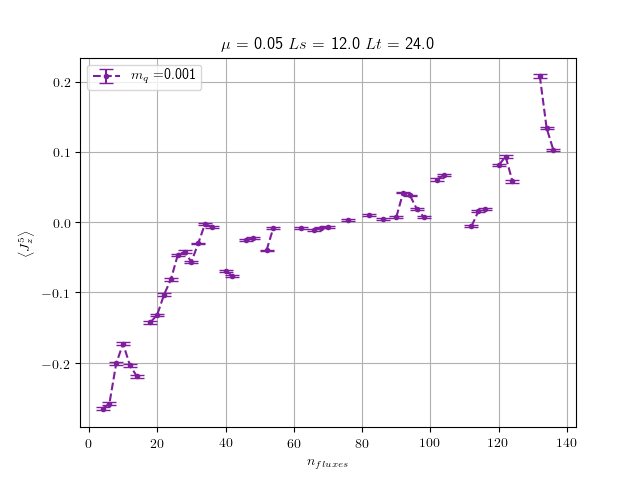 μ = 0.05 Ls = 12.0 Lt = 24.0
m_q =0.001
0.2
0.1
0.0
−0.1
−0.2
⟨J_z^5⟩
0 20 40 60 80 100 120 140
n_fluxes